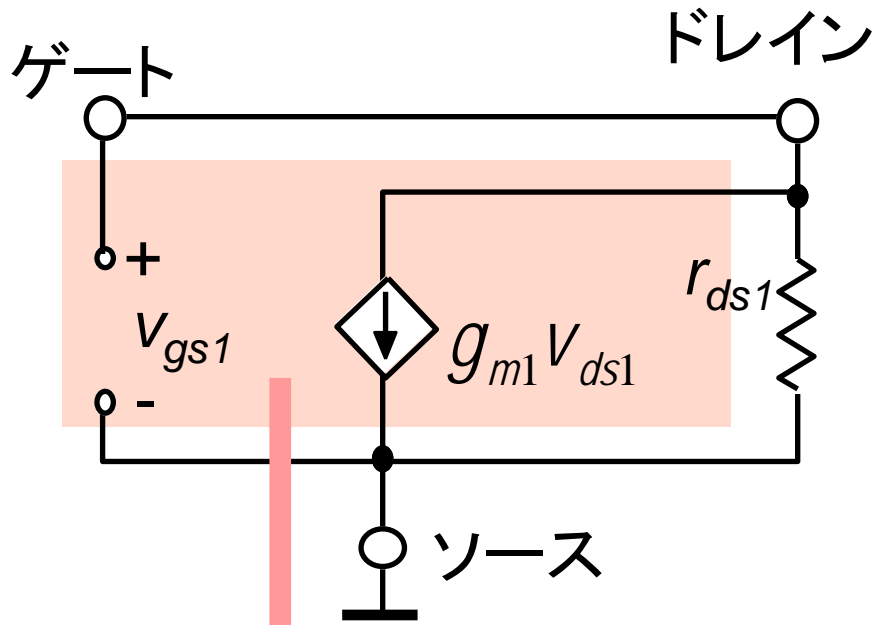 ゲート
ドレイン
+
v_gs1
-
g_m1 v_ds1
r_ds1
ソース